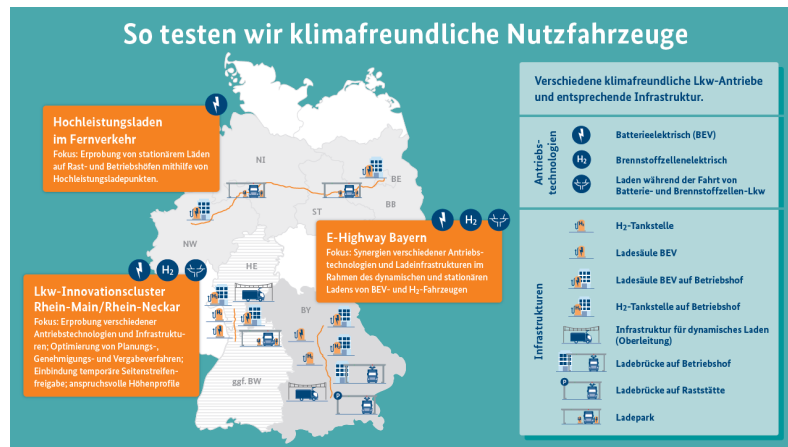 So testen wir klimafreundliche Nutzfahrzeuge
Hochleistungsladen
im Fernverkehr
Fokus: Erprobung von stationärem Laden
auf Rast- und Betriebshöfen mithilfe von
Hochleistungsladepunkten.
NI
BE
BB
ST
NW
HE
BY
ggf. BW
E-Highway Bayern
Fokus: Synergien verschiedener Antriebs-
technologien und Ladeinfrastrukturen im
Rahmen des dynamischen und stationären
Ladens von BEV- und H₂-Fahrzeugen
H₂
H₂
Lkw-Innovationscluster
Rhein-Main/Rhein-Neckar
Fokus: Erprobung verschiedener
Antriebstechnologien und Infrastruktu-
ren; Optimierung von Planungs-,
Genehmigungs- und Vergabeverfahren;
Einbindung temporäre Seitenstreifen-
freigabe; anspruchsvolle Höhenprofile
P
Verschiedene klimafreundliche Lkw-Antriebe
und entsprechende Infrastruktur.
Antriebs-
technologien
Batterieelektrisch (BEV)
H₂
Brennstoffzellenelektrisch
Laden während der Fahrt von
Batterie- und Brennstoffzellen-Lkw
Infrastrukturen
H₂-Tankstelle
Ladesäule BEV
Ladesäule BEV auf Betriebshof
H₂-Tankstelle auf Betriebshof
Infrastruktur für dynamisches Laden
(Oberleitung)
Ladebrücke auf Betriebshof
P
Ladebrücke auf Raststätte
Ladepark